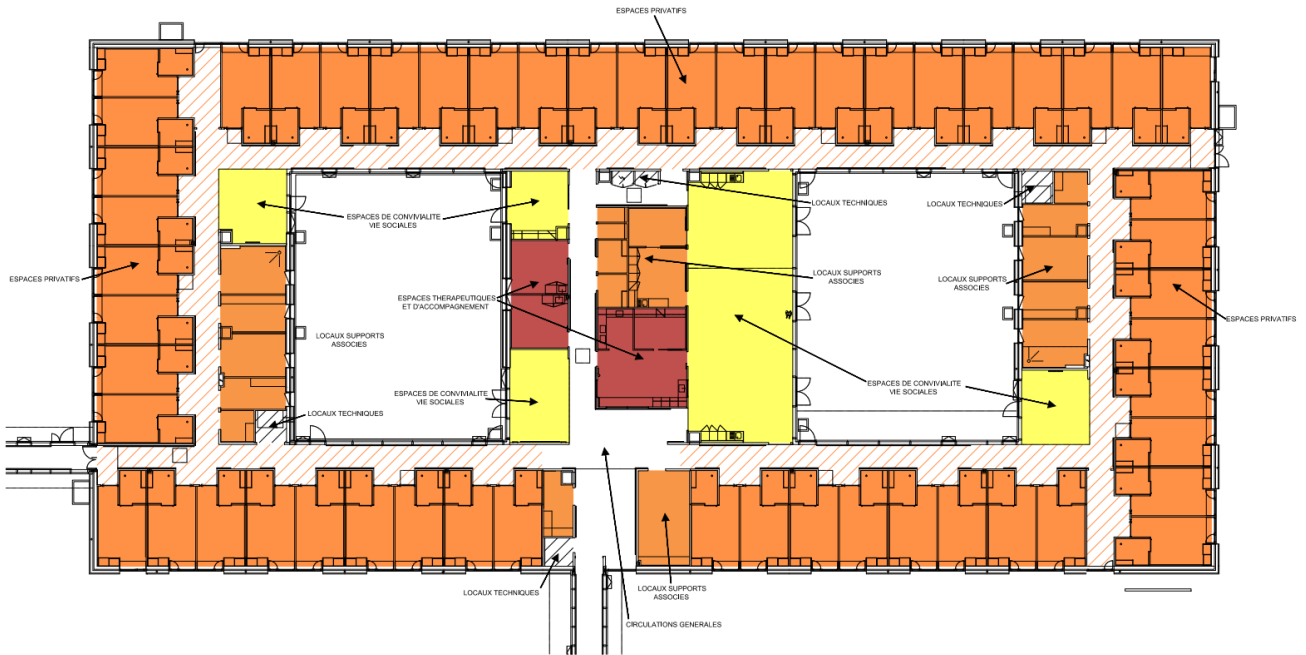 ESPACES PRIVATIFS
LOCAUX TECHNIQUES
LOCAUX TECHNIQUES
ESPACES DE CONVIVIALITE
VIE SOCIALES
ESPACES PRIVATIFS
LOCAUX SUPPORTS
ASSOCIES
LOCAUX SUPPORTS
ASSOCIES
ESPACES THERAPEUTIQUES
ET D'ACCOMPAGNEMENT
ESPACES PRIVATIFS
LOCAUX SUPPORTS
ASSOCIES
ESPACES DE CONVIVIALITE
VIE SOCIALES
ESPACES DE CONVIVIALITE
VIE SOCIALES
LOCAUX TECHNIQUES
LOCAUX TECHNIQUES
LOCAUX SUPPORTS
ASSOCIES
CIRCULATIONS GENERALES